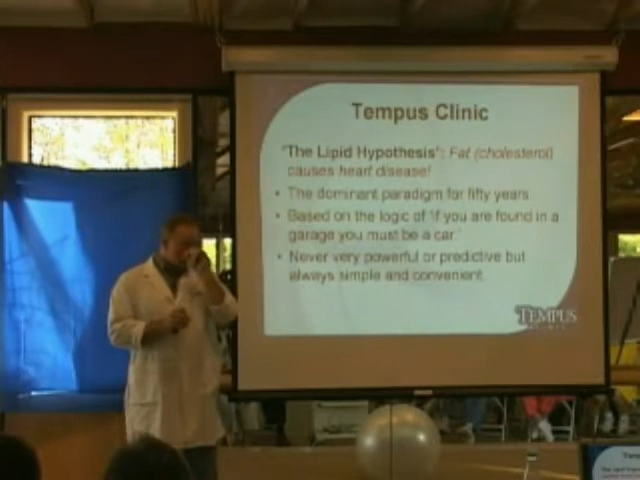 Tempus Clinic
"The Lipid Hypothesis": Fat (cholesterol)
causes heart disease!
• The dominant paradigm for fifty years
• Based on the logic of 'if you are found in a
garage you must be a car.'
• Never very powerful or predictive but
always simple and convenient.
TEMPUS